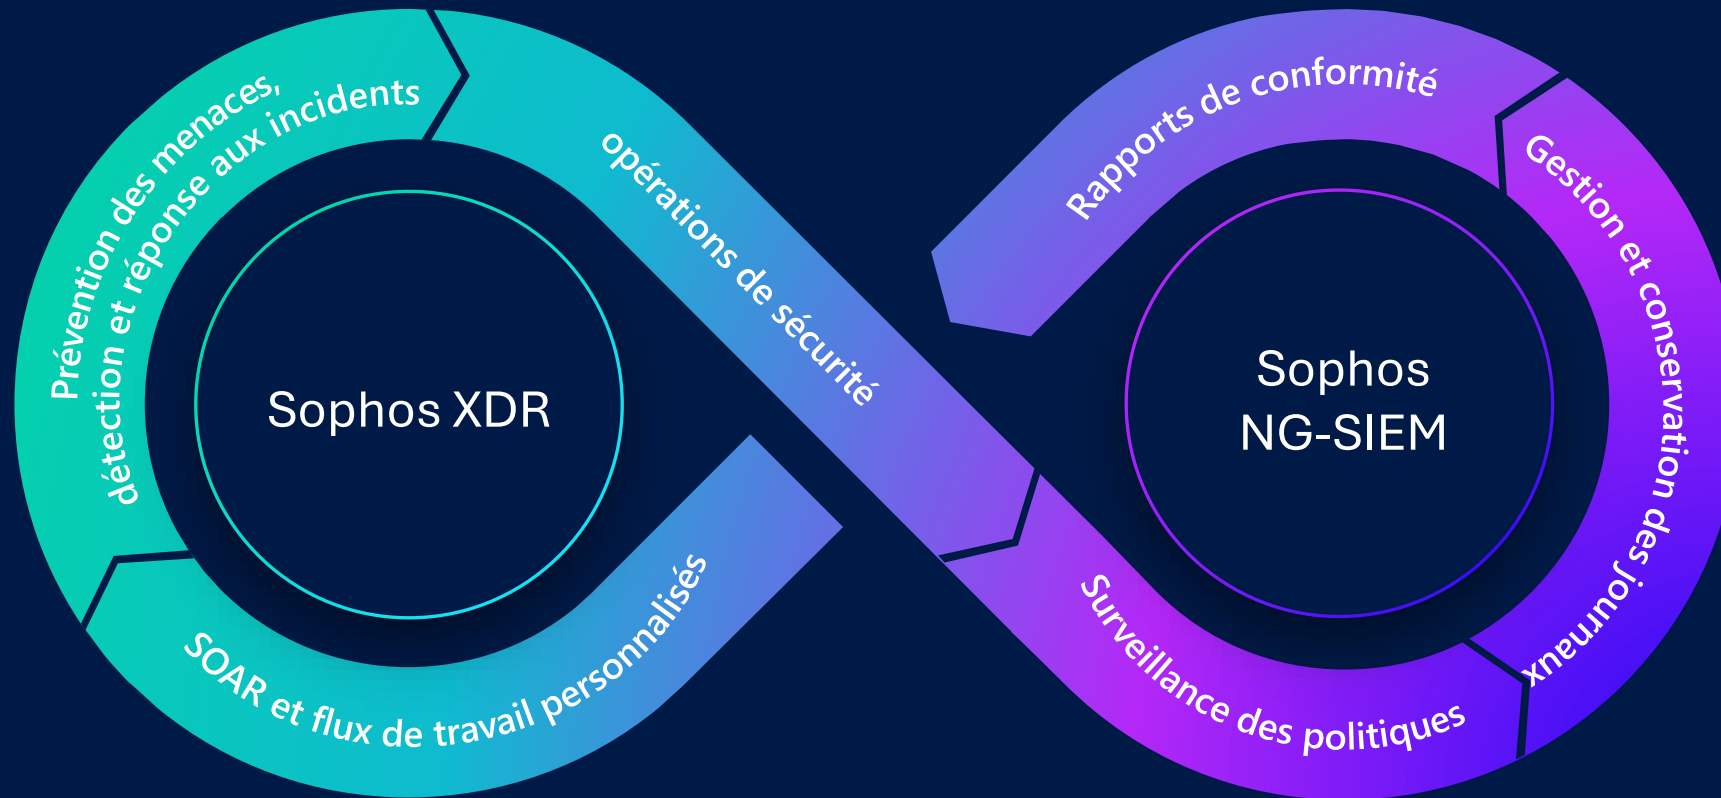 Prévention des menaces,
détection et réponse aux incidents
opérations de sécurité
SOAR et flux de travail personnalisés
Sophos XDR
Rapports de conformité
Gestion et conservation des journaux
Surveillance des politiques
Sophos
NG-SIEM